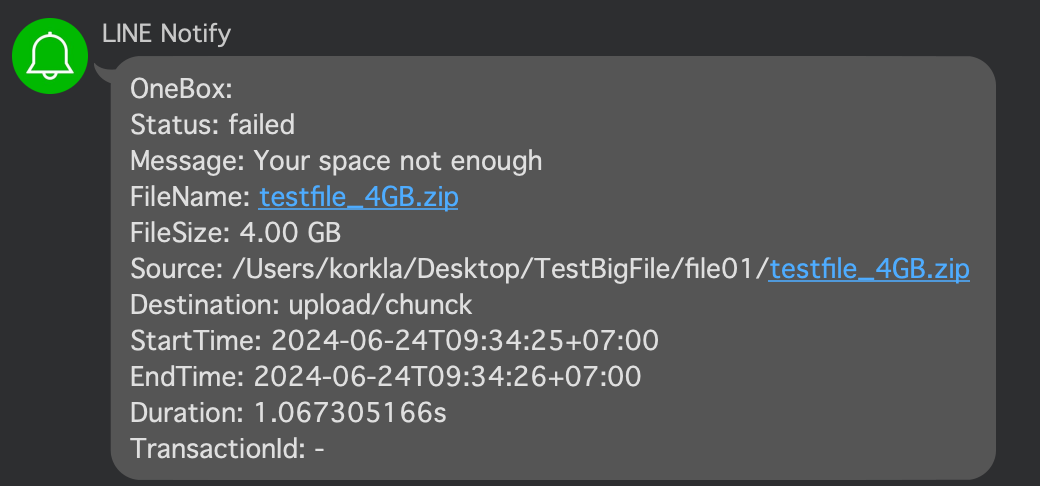 LINE Notify
OneBox:
Status: failed
Message: Your space not enough
FileName: testfile_4GB.zip
FileSize: 4.00 GB
Source: /Users/korkla/Desktop/TestBigFile/file01/testfile_4GB.zip
Destination: upload/chunck
StartTime: 2024-06-24T09:34:25+07:00
EndTime: 2024-06-24T09:34:26+07:00
Duration: 1.067305166s
TransactionId: -